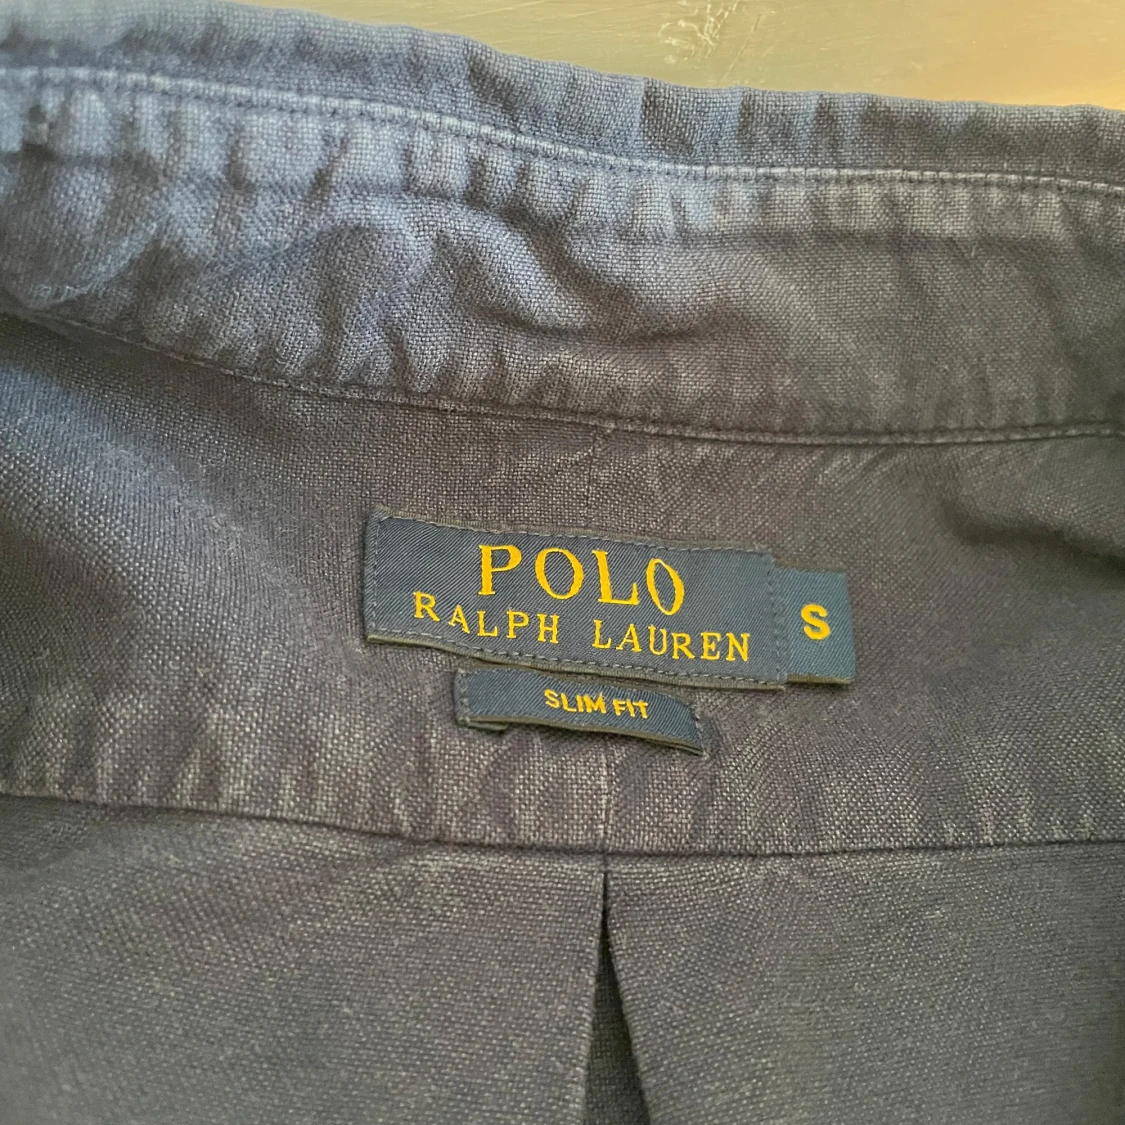 POLO
RALPH LAUREN
S
SLIM FIT